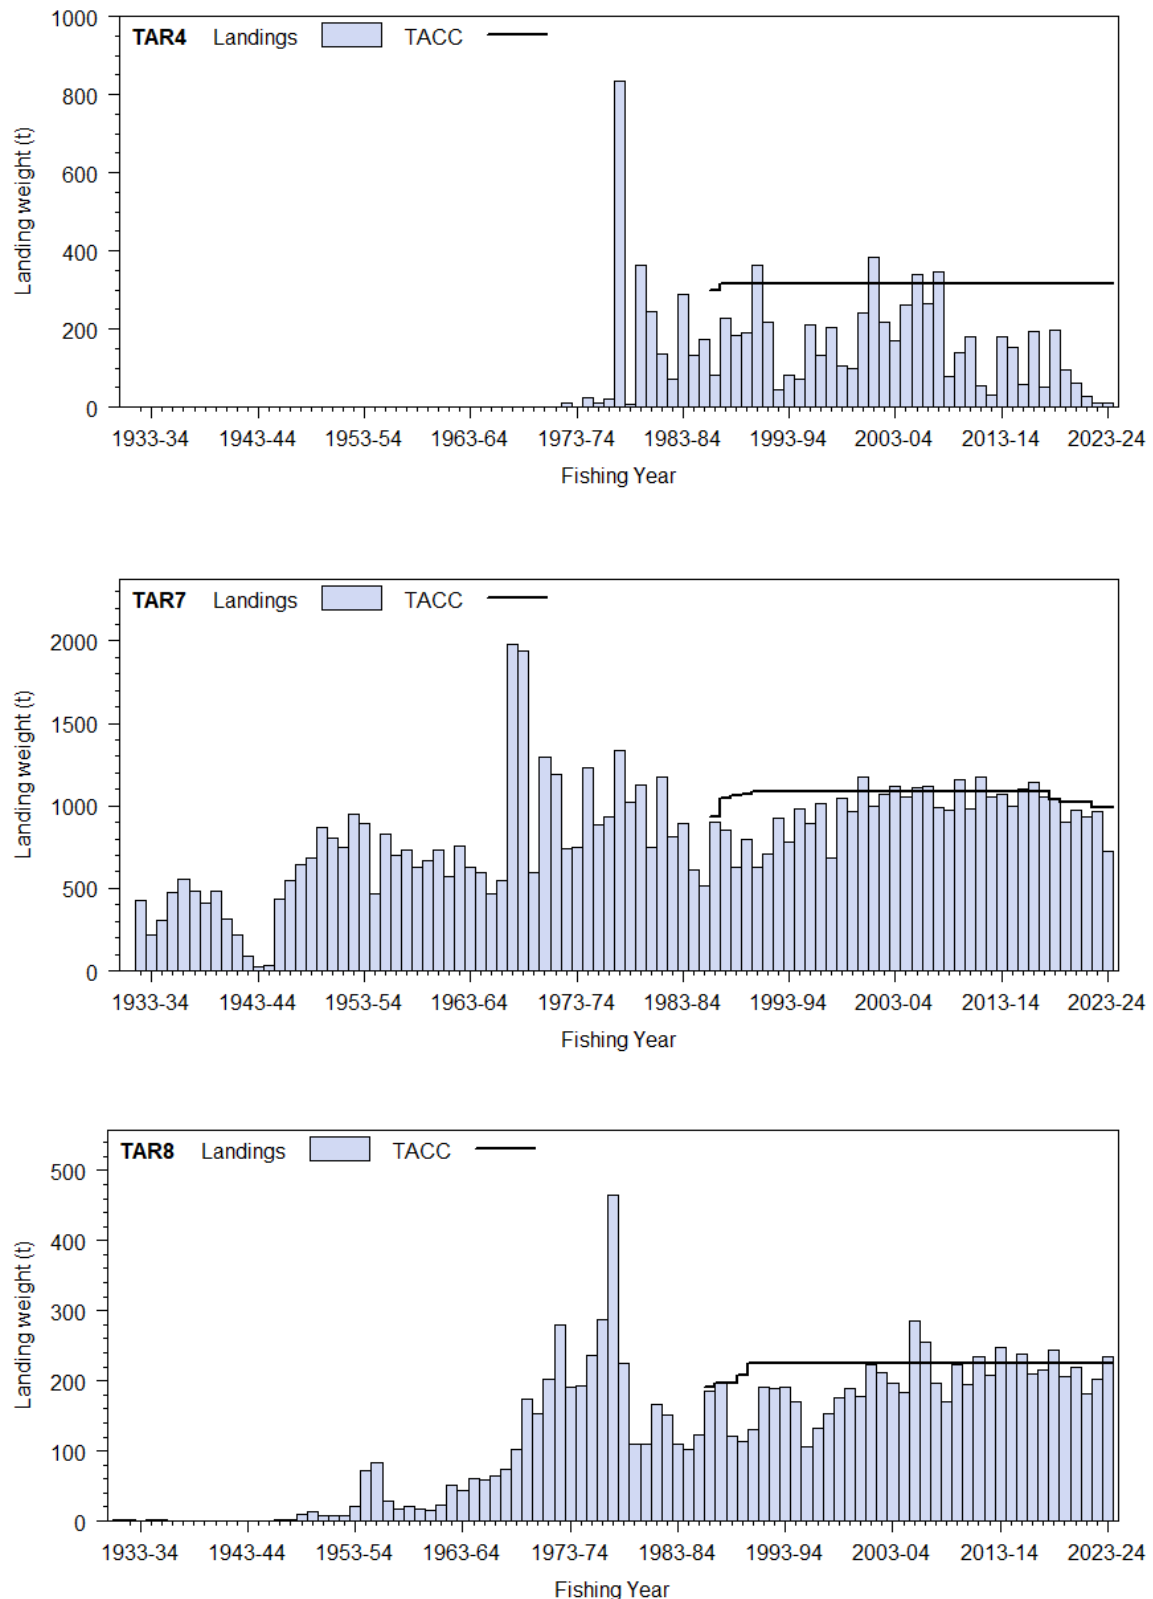 TAR4 Landings TACC
Landing weight (t)
1000
800
600
400
200
0
1933-34 1943-44 1953-54 1963-64 1973-74 1983-84 1993-94 2003-04 2013-14 2023-24
Fishing Year
TAR7 Landings TACC
Landing weight (t)
2000
1500
1000
500
0
1933-34 1943-44 1953-54 1963-64 1973-74 1983-84 1993-94 2003-04 2013-14 2023-24
Fishing Year
TAR8 Landings TACC
Landing weight (t)
500
400
300
200
100
0
1933-34 1943-44 1953-54 1963-64 1973-74 1983-84 1993-94 2003-04 2013-14 2023-24
Fishing Year